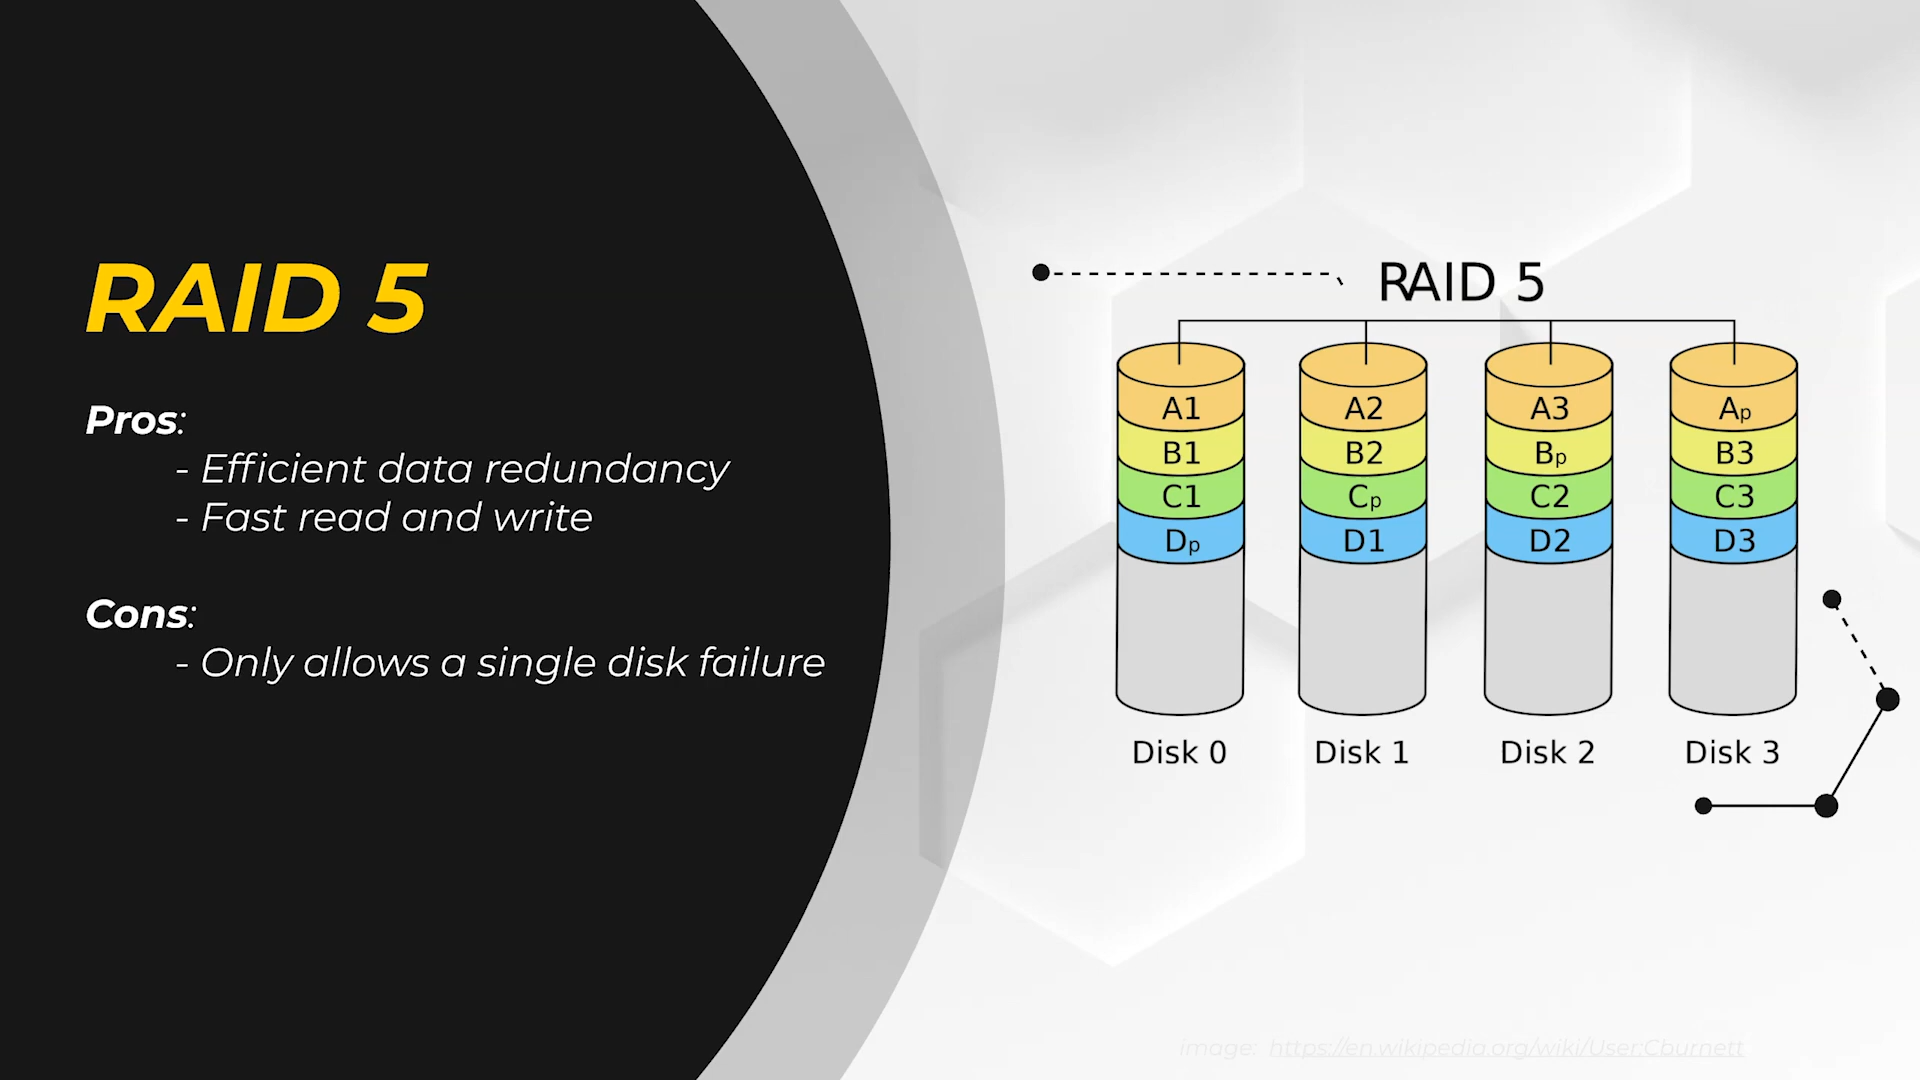 RAID 5
Pros:
- Efficient data redundancy
- Fast read and write
Cons:
- Only allows a single disk failure
RAID 5
A1 A2 A3 Ap
B1 B2 Bp B3
C1 Cp C2 C3
Dp D1 D2 D3
Disk 0 Disk 1 Disk 2 Disk 3
image: https://en.wikipedia.org/wiki/User:Cburnett